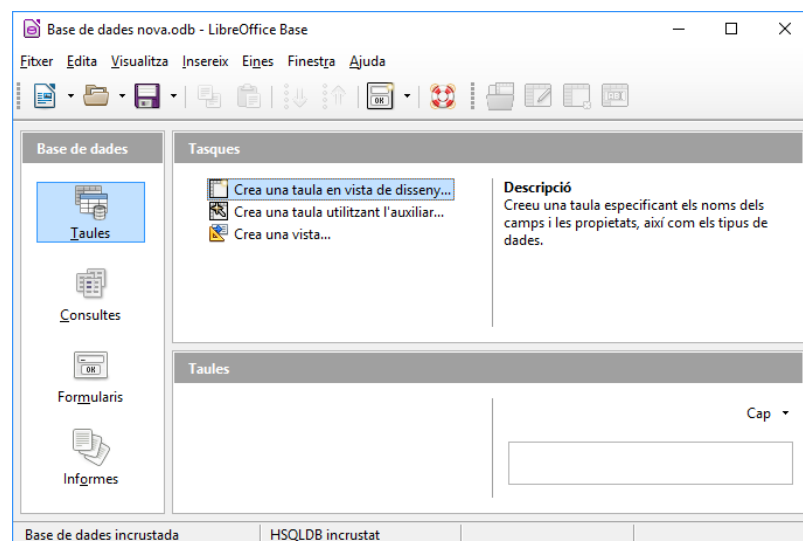 Base de dades nova.odb - LibreOffice Base
Fitxer Edita Visualitza Insereix Eines Finestra Ajuda
Base de dades
Taules
Consultes
Formularis
Informes
Tasques
Crea una taula en vista de disseny...
Crea una taula utilitzant l'auxiliar...
Crea una vista...
Descripció
Creeu una taula especificant els noms dels
camps i les propietats, així com els tipus de
dades.
Taules
Cap
Base de dades incrustada HSQLDB incrustat